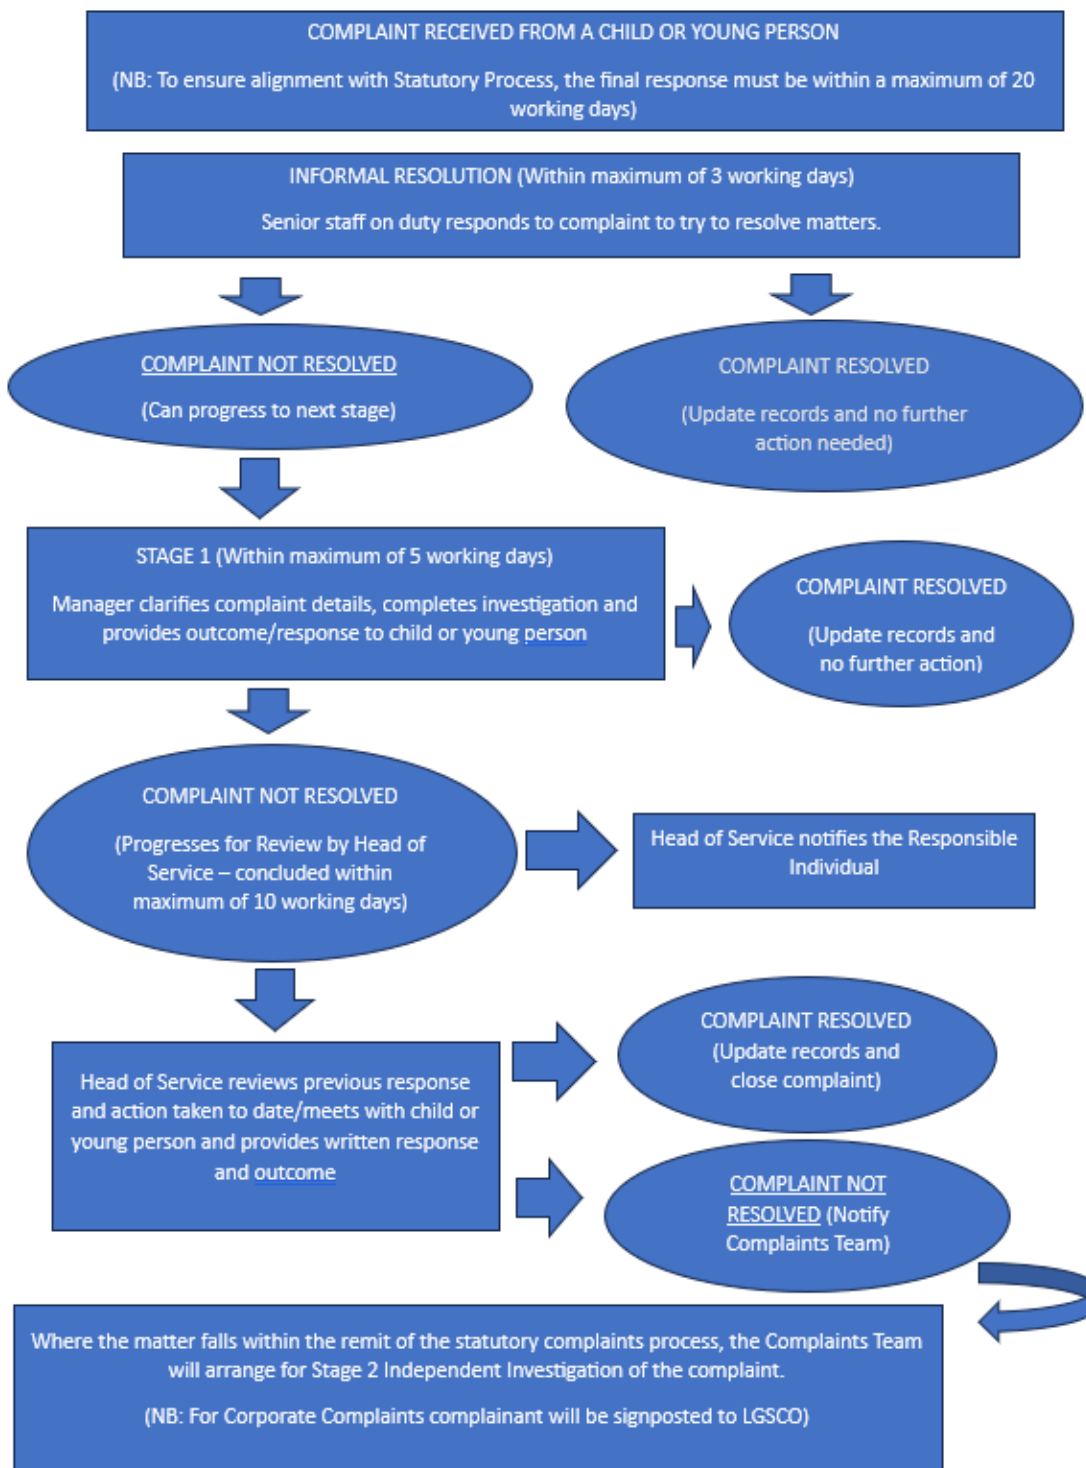 COMPLAINT RECEIVED FROM A CHILD OR YOUNG PERSON
(NB: To ensure alignment with Statutory Process, the final response must be within a maximum of 20
working days)
INFORMAL RESOLUTION (Within maximum of 3 working days)
Senior staff on duty responds to complaint to try to resolve matters.
COMPLAINT NOT RESOLVED
(Can progress to next stage)
COMPLAINT RESOLVED
(Update records and no further
action needed)
STAGE 1 (Within maximum of 5 working days)
Manager clarifies complaint details, completes investigation and
provides outcome/response to child or young person
COMPLAINT RESOLVED
(Update records and
no further action)
COMPLAINT NOT RESOLVED
(Progresses for Review by Head of
Service – concluded within
maximum of 10 working days)
Head of Service notifies the Responsible
Individual
Head of Service reviews previous response
and action taken to date/meets with child or
young person and provides written response
and outcome
COMPLAINT RESOLVED
(Update records and
close complaint)
COMPLAINT NOT
RESOLVED (Notify
Complaints Team)
Where the matter falls within the remit of the statutory complaints process, the Complaints Team
will arrange for Stage 2 Independent Investigation of the complaint.
(NB: For Corporate Complaints complainant will be signposted to LGSCO)